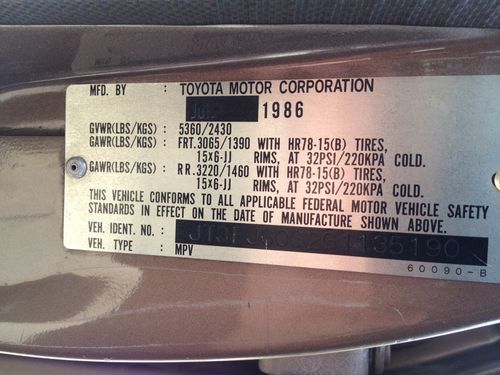 MFD. BY : TOYOTA MOTOR CORPORATION
1986
GVWR(LBS/KGS) : 5360/2430
GAWR(LBS/KGS) : FRT.3065/1390 WITH HR78-15(B) TIRES,
15x6-JJ RIMS, AT 32PSI/220KPA COLD.
GAWR(LBS/KGS) : RR.3220/1460 WITH HR78-15(B) TIRES,
15x6-JJ RIMS, AT 32PSI/220KPA COLD.
THIS VEHICLE CONFORMS TO ALL APPLICABLE FEDERAL MOTOR VEHICLE SAFETY
STANDARDS IN EFFECT ON THE DATE OF MANUFACTURE SHOWN ABOVE.
VEH. IDENT. NO. :
VEH. TYPE : MPV
60090-B